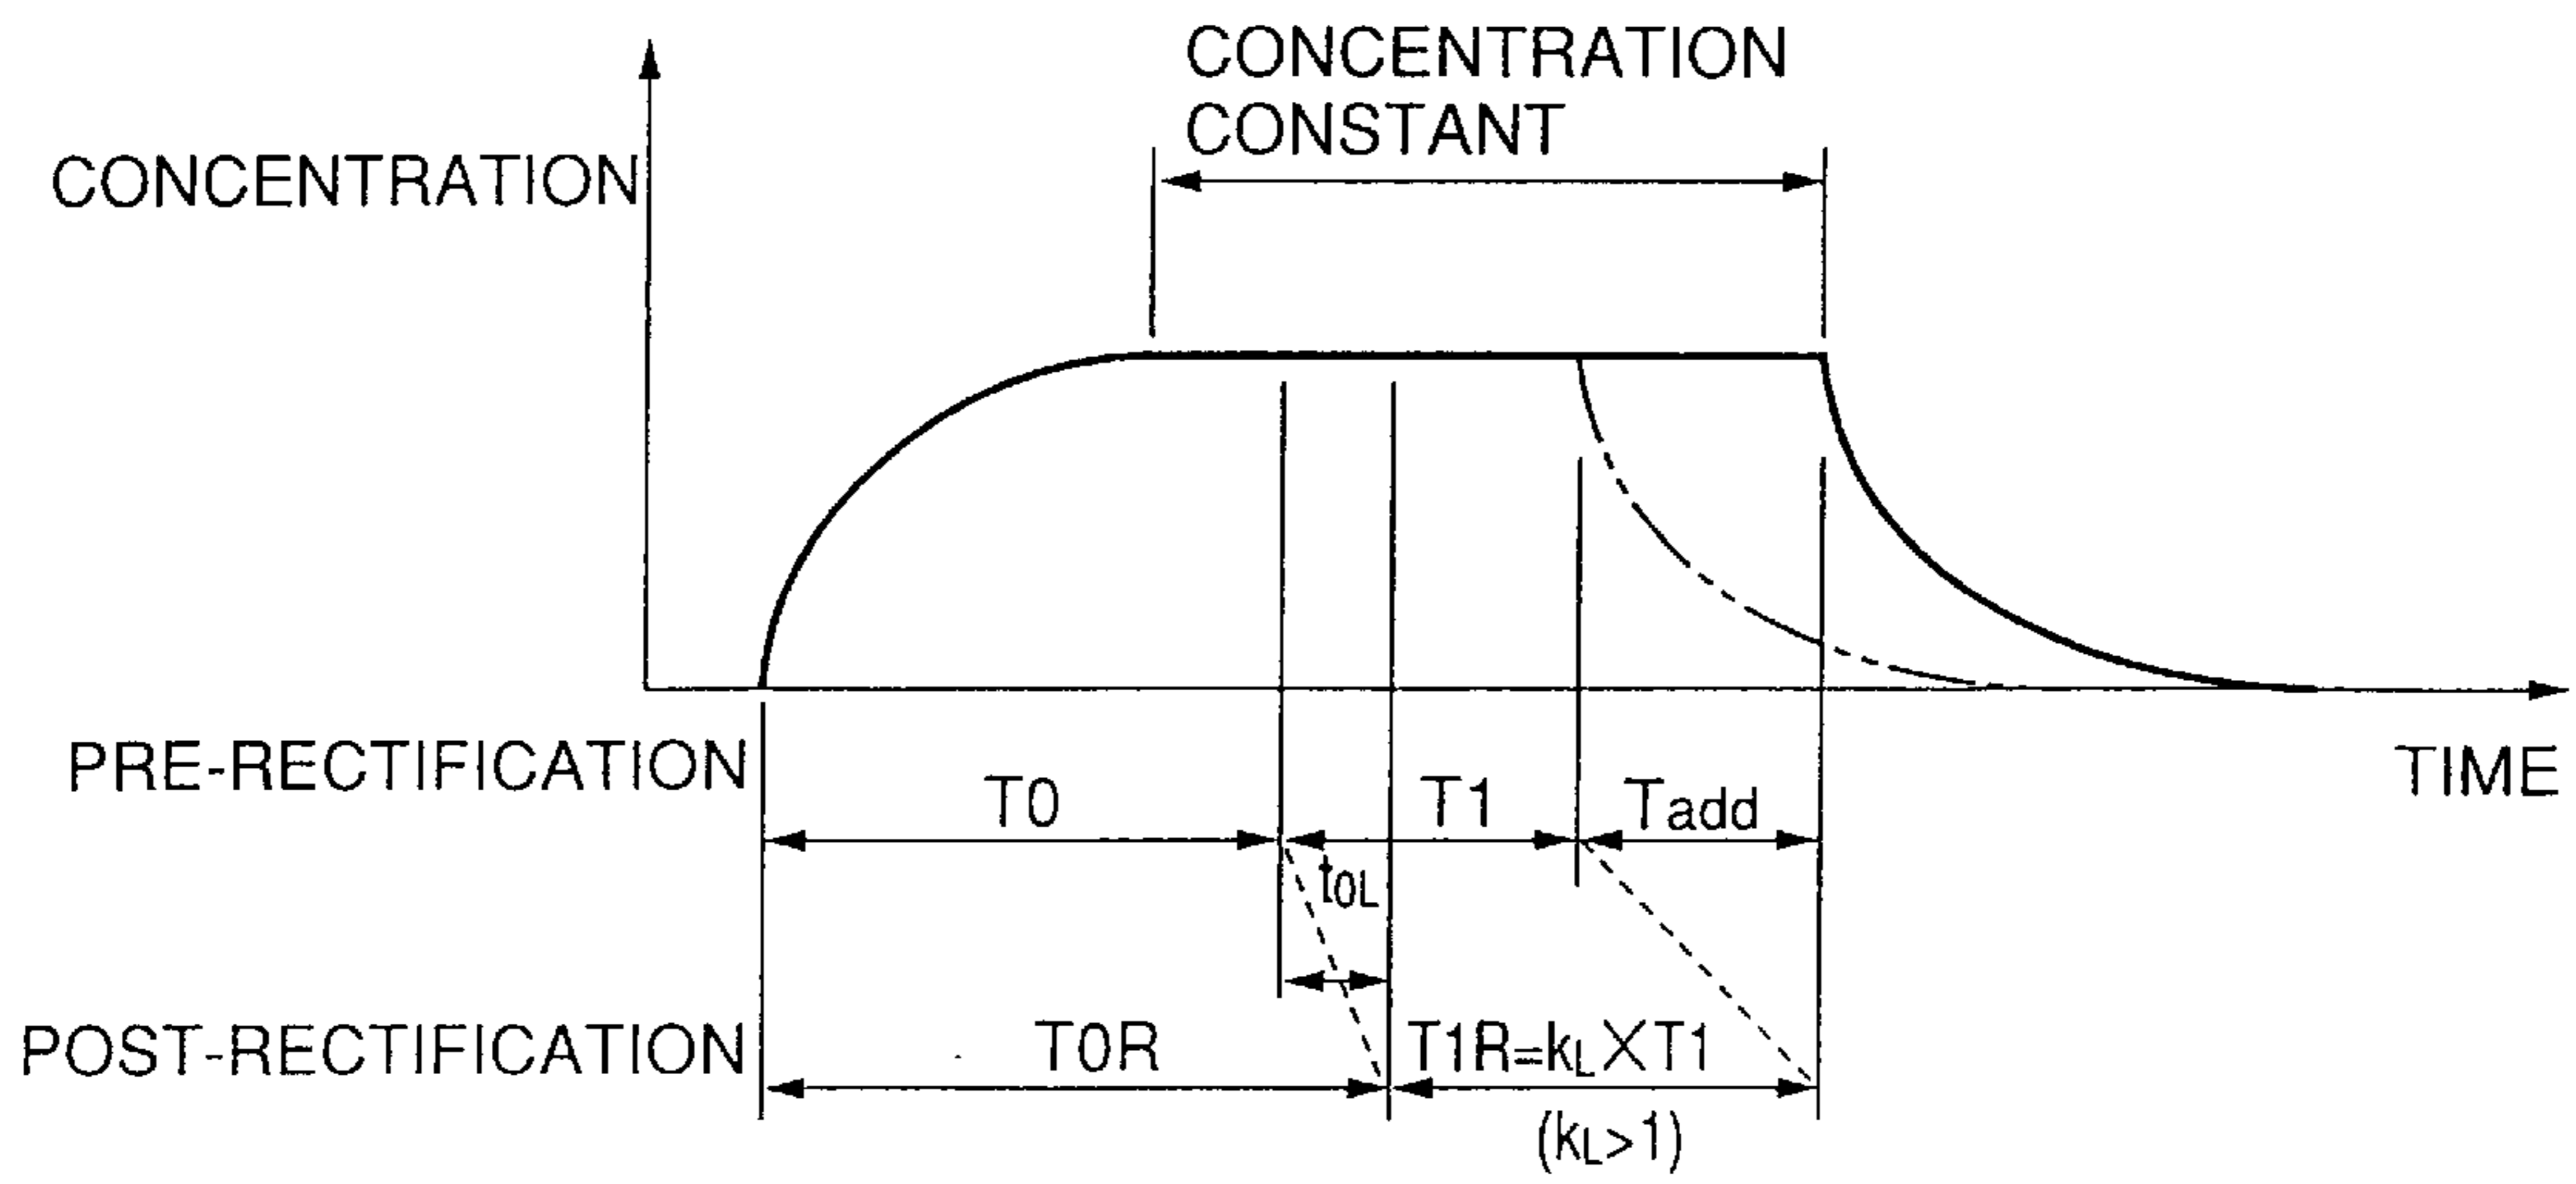 CONCENTRATION
CONSTANT
CONCENTRATION
PRE-RECTIFICATION
TIME
T0
T1
Tadd
t0L
POST-RECTIFICATION
T0R
T1R=kL×T1
(kL>1)